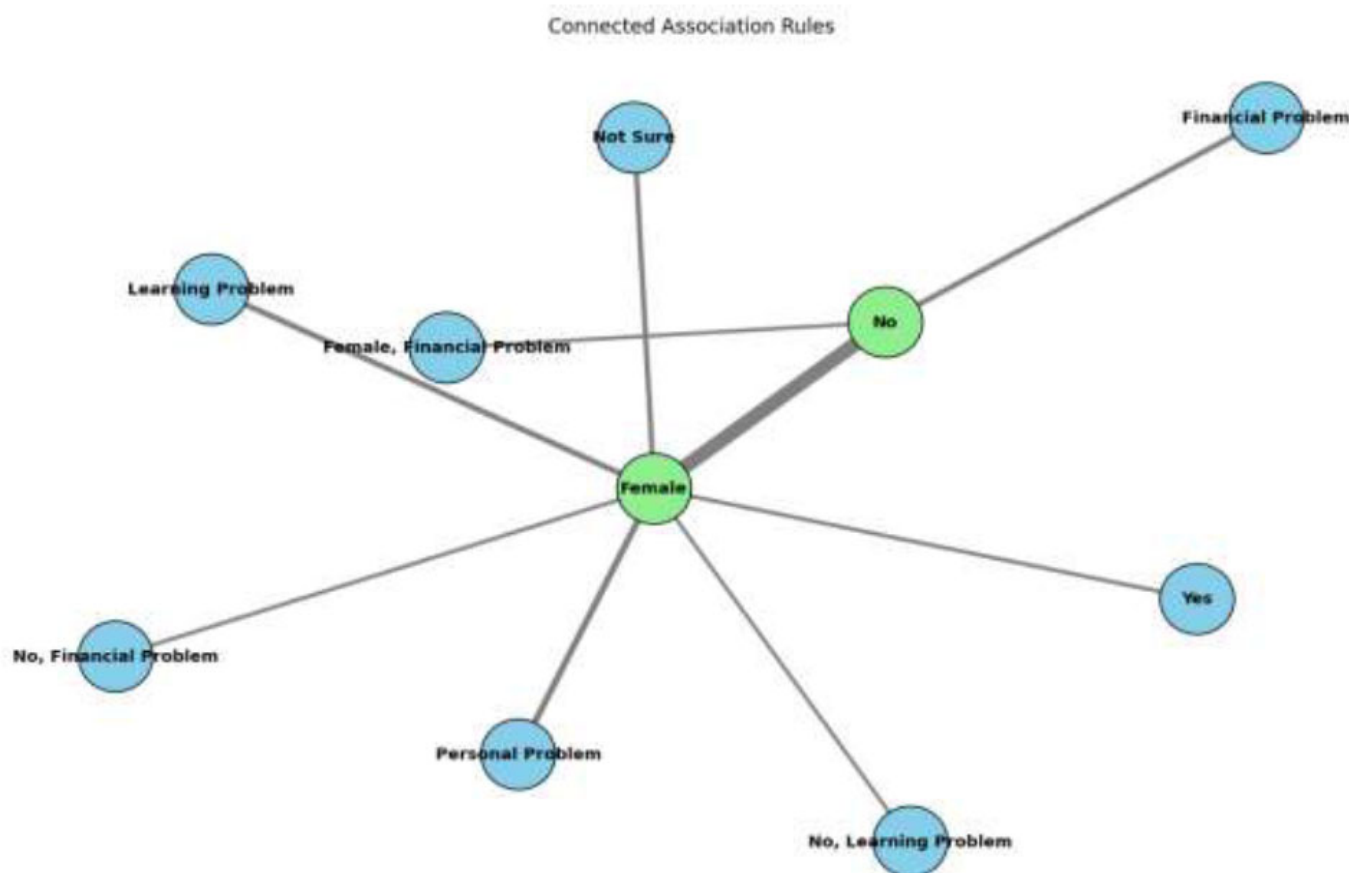 Connected Association Rules
Financial Problem
Not Sure
Learning Problem
No
Female, Financial Problem
Female
Yes
No, Financial Problem
Personal Problem
No, Learning Problem